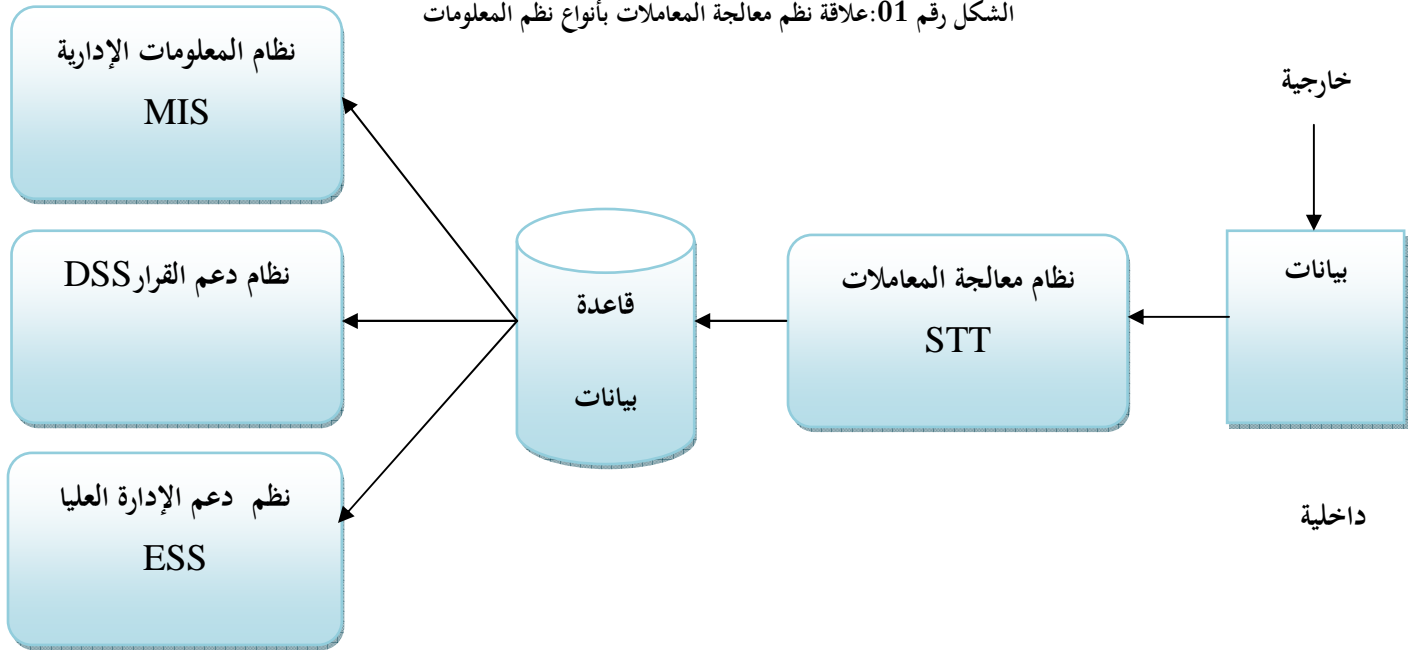 الشكل رقم 01:علاقة نظم معالجة المعاملات بأنواع نظم المعلومات
خارجية
بيانات
داخلية
نظام معالجة المعاملات
STT
قاعدة
بيانات
نظام المعلومات الإدارية
MIS
نظام دعم القرارDSS
نظم دعم الإدارة العليا
ESS